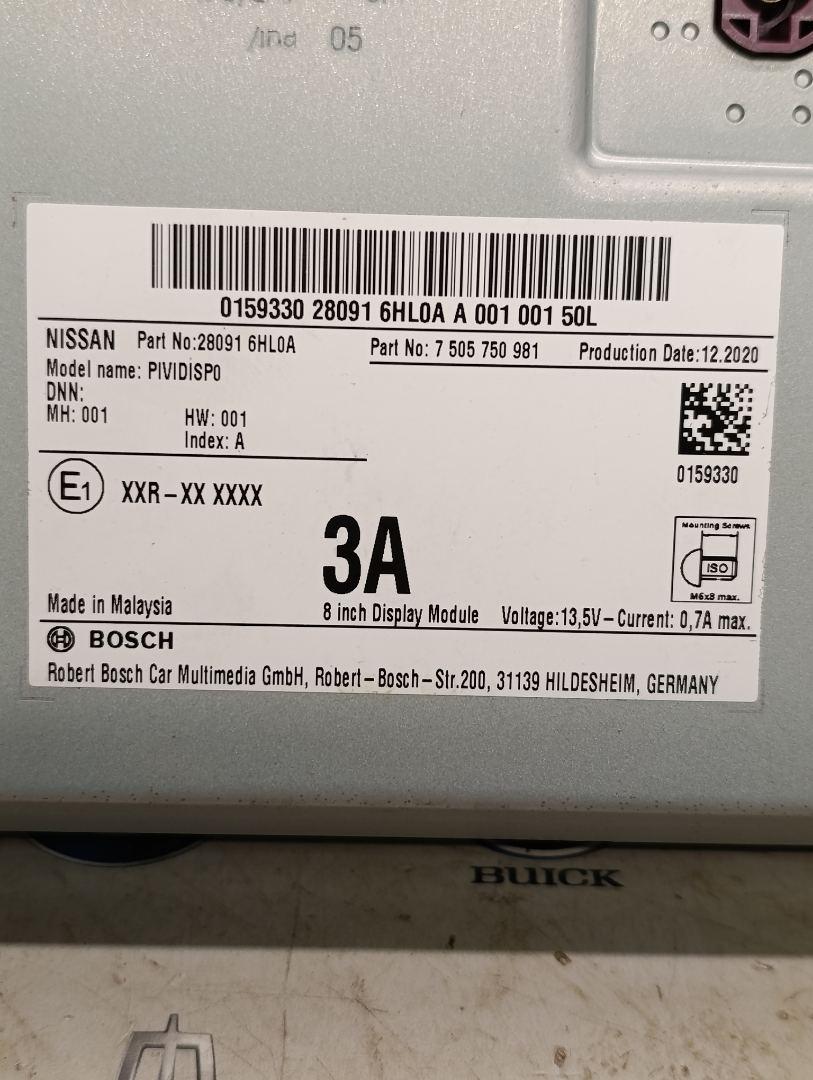 /ind 05
0159330 28091 6HL0A A 001 001 50L
NISSAN Part No:28091 6HL0A
Part No: 7 505 750 981 Production Date:12.2020
Model name: PIVIDISP0
DNN:
MH: 001 HW: 001
Index: A
0159330
E1 XXR-XX XXXX
3A
Mounting Screws
ISO
M6x8 max.
Made in Malaysia
8 inch Display Module Voltage:13,5V-Current: 0,7A max.
BOSCH
Robert Bosch Car Multimedia GmbH, Robert-Bosch-Str.200, 31139 HILDESHEIM, GERMANY
BUICK